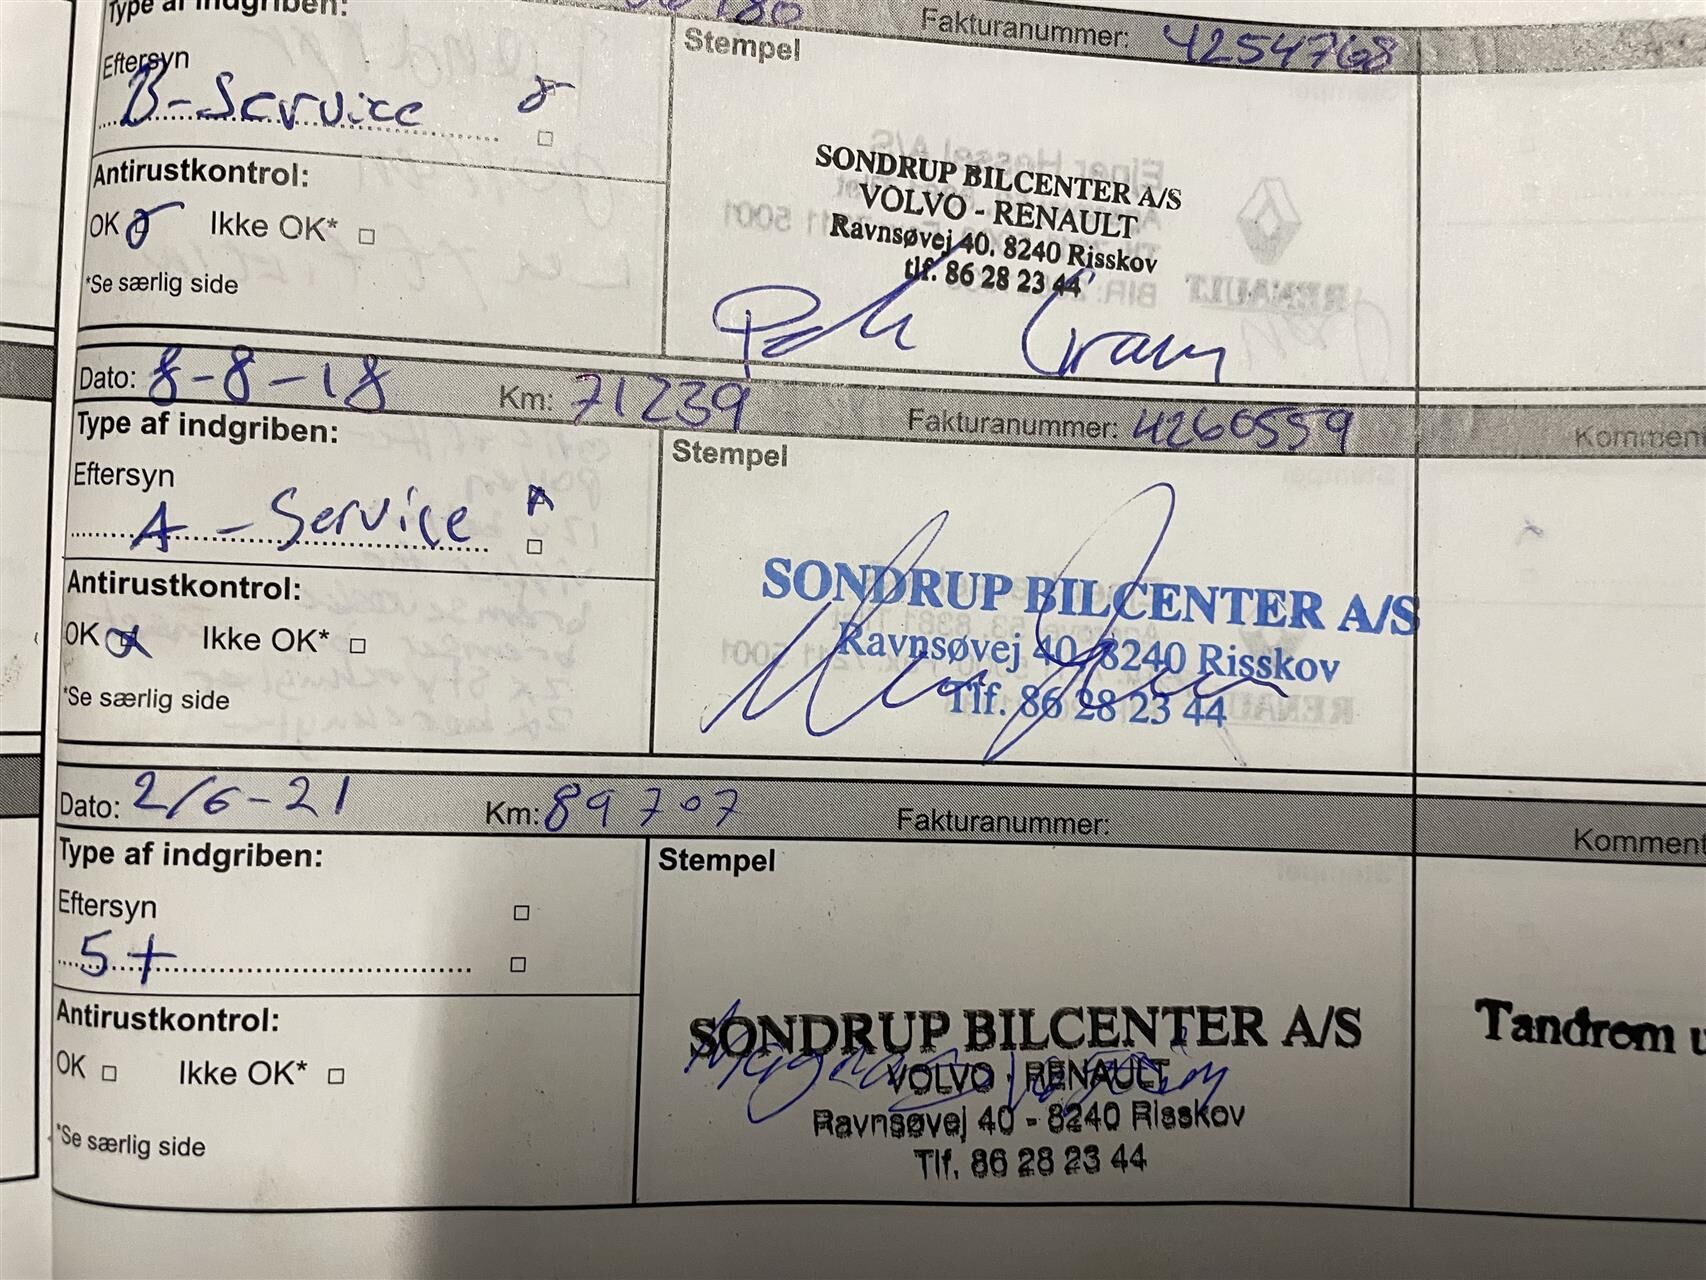 Type af indgriben:
Fakturanummer: 4254768
Eftersyn
B-Service
Stempel
SONDRUP BILCENTER A/S
VOLVO - RENAULT
Ravnsøvej 40. 8240 Risskov
tlf. 86 28 23 44
Antirustkontrol:
OK Ikke OK*
*Se særlig side
Dato: 8-8-18 Km: 71239 Fakturanummer: 4260559 Komment
Type af indgriben:
Eftersyn
A-Service
Stempel
SONDRUP BILCENTER A/S
Ravnsøvej 40, 8240 Risskov
Tlf. 86 28 23 44
Antirustkontrol:
OK Ikke OK*
*Se særlig side
Dato: 2/6-21 Km: 89707 Fakturanummer: Komment
Type af indgriben:
Eftersyn
5+
Stempel
SONDRUP BILCENTER A/S
VOLVO - RENAULT
Ravnsøvej 40 - 8240 Risskov
Tlf. 86 28 23 44
Tandrem u
Antirustkontrol:
OK Ikke OK*
*Se særlig side